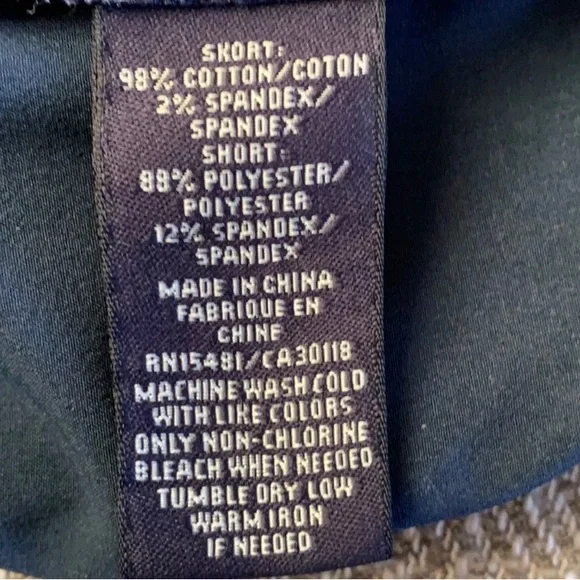 SKORT:
98% COTTON/COTON
2% SPANDEX/
SPANDEX
SHORT:
88% POLYESTER/
POLYESTER
12% SPANDEX/
SPANDEX
MADE IN CHINA
FABRIQUE EN
CHINE
RN15481/CA30118
MACHINE WASH COLD
WITH LIKE COLORS
ONLY NON-CHLORINE
BLEACH WHEN NEEDED
TUMBLE DRY LOW
WARM IRON
IF NEEDED